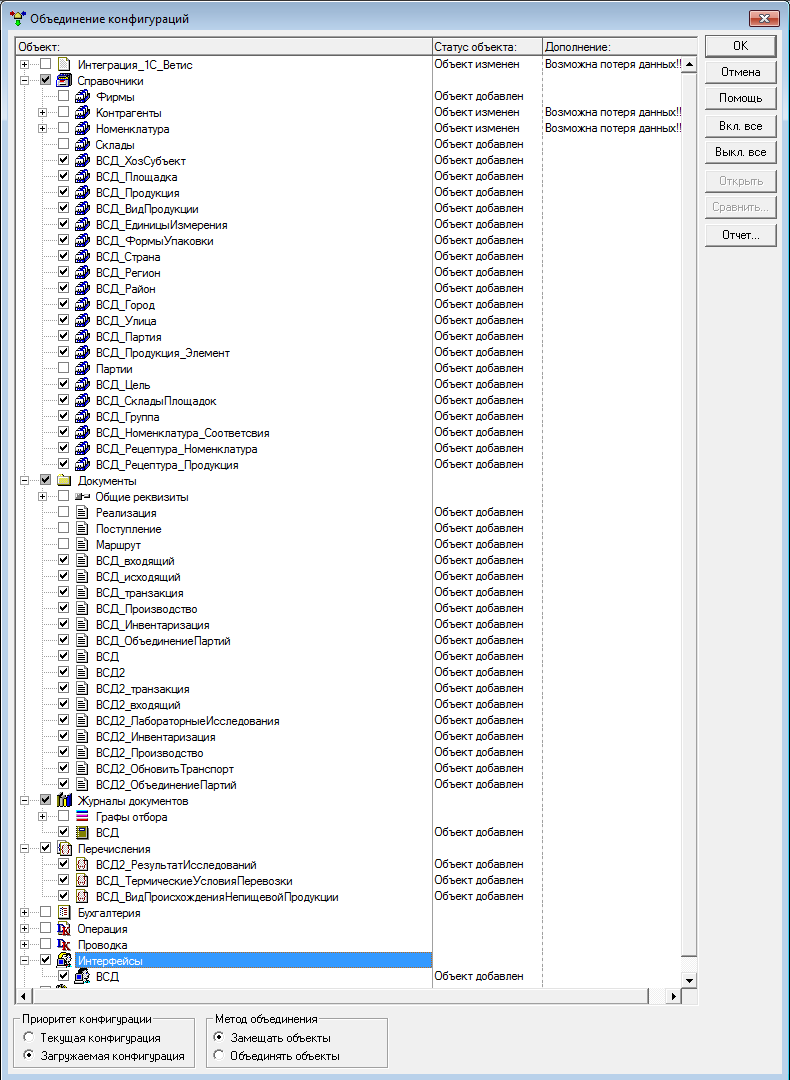 Объединение конфигураций
Объект: Статус объекта: Дополнение:
Интеграция_1С_Ветис Объект изменен Возможна потеря данных!!
Справочники
Фирмы Объект добавлен
Контрагенты Объект изменен Возможна потеря данных!!
Номенклатура Объект изменен Возможна потеря данных!!
Склады Объект добавлен
ВСД_ХозСубъект Объект добавлен
ВСД_Площадка Объект добавлен
ВСД_Продукция Объект добавлен
ВСД_ВидПродукции Объект добавлен
ВСД_ЕдиницыИзмерения Объект добавлен
ВСД_ФормыУпаковки Объект добавлен
ВСД_Страна Объект добавлен
ВСД_Регион Объект добавлен
ВСД_Район Объект добавлен
ВСД_Город Объект добавлен
ВСД_Улица Объект добавлен
ВСД_Партия Объект добавлен
ВСД_Продукция_Элемент Объект добавлен
Партии Объект добавлен
ВСД_Цель Объект добавлен
ВСД_СкладыПлощадок Объект добавлен
ВСД_Группа Объект добавлен
ВСД_Номенклатура_Соответсвия Объект добавлен
ВСД_Рецептура_Номенклатура Объект добавлен
ВСД_Рецептура_Продукция Объект добавлен
Документы
Общие реквизиты
Реализация Объект добавлен
Поступление Объект добавлен
Маршрут Объект добавлен
ВСД_входящий Объект добавлен
ВСД_исходящий Объект добавлен
ВСД_транзакция Объект добавлен
ВСД_Производство Объект добавлен
ВСД_Инвентаризация Объект добавлен
ВСД_ОбъединениеПартий Объект добавлен
ВСД Объект добавлен
ВСД2 Объект добавлен
ВСД2_транзакция Объект добавлен
ВСД2_входящий Объект добавлен
ВСД2_ЛабораторныеИсследования Объект добавлен
ВСД2_Инвентаризация Объект добавлен
ВСД2_Производство Объект добавлен
ВСД2_ОбновитьТранспорт Объект добавлен
ВСД2_ОбъединениеПартий Объект добавлен
Журналы документов
Графы отбора
ВСД Объект добавлен
Перечисления
ВСД2_РезультатИсследований Объект добавлен
ВСД_ТермическиеУсловияПеревозки Объект добавлен
ВСД_ВидПроисхожденияНепищевойПродукции Объект добавлен
Бухгалтерия
Операция
Проводка
Интерфейсы
ВСД Объект добавлен
OK
Отмена
Помощь
Вкл. все
Выкл. все
Открыть
Сравнить...
Отчет...
Приоритет конфигурации
Текущая конфигурация
Загружаемая конфигурация
Метод объединения
Замещать объекты
Объединять объекты